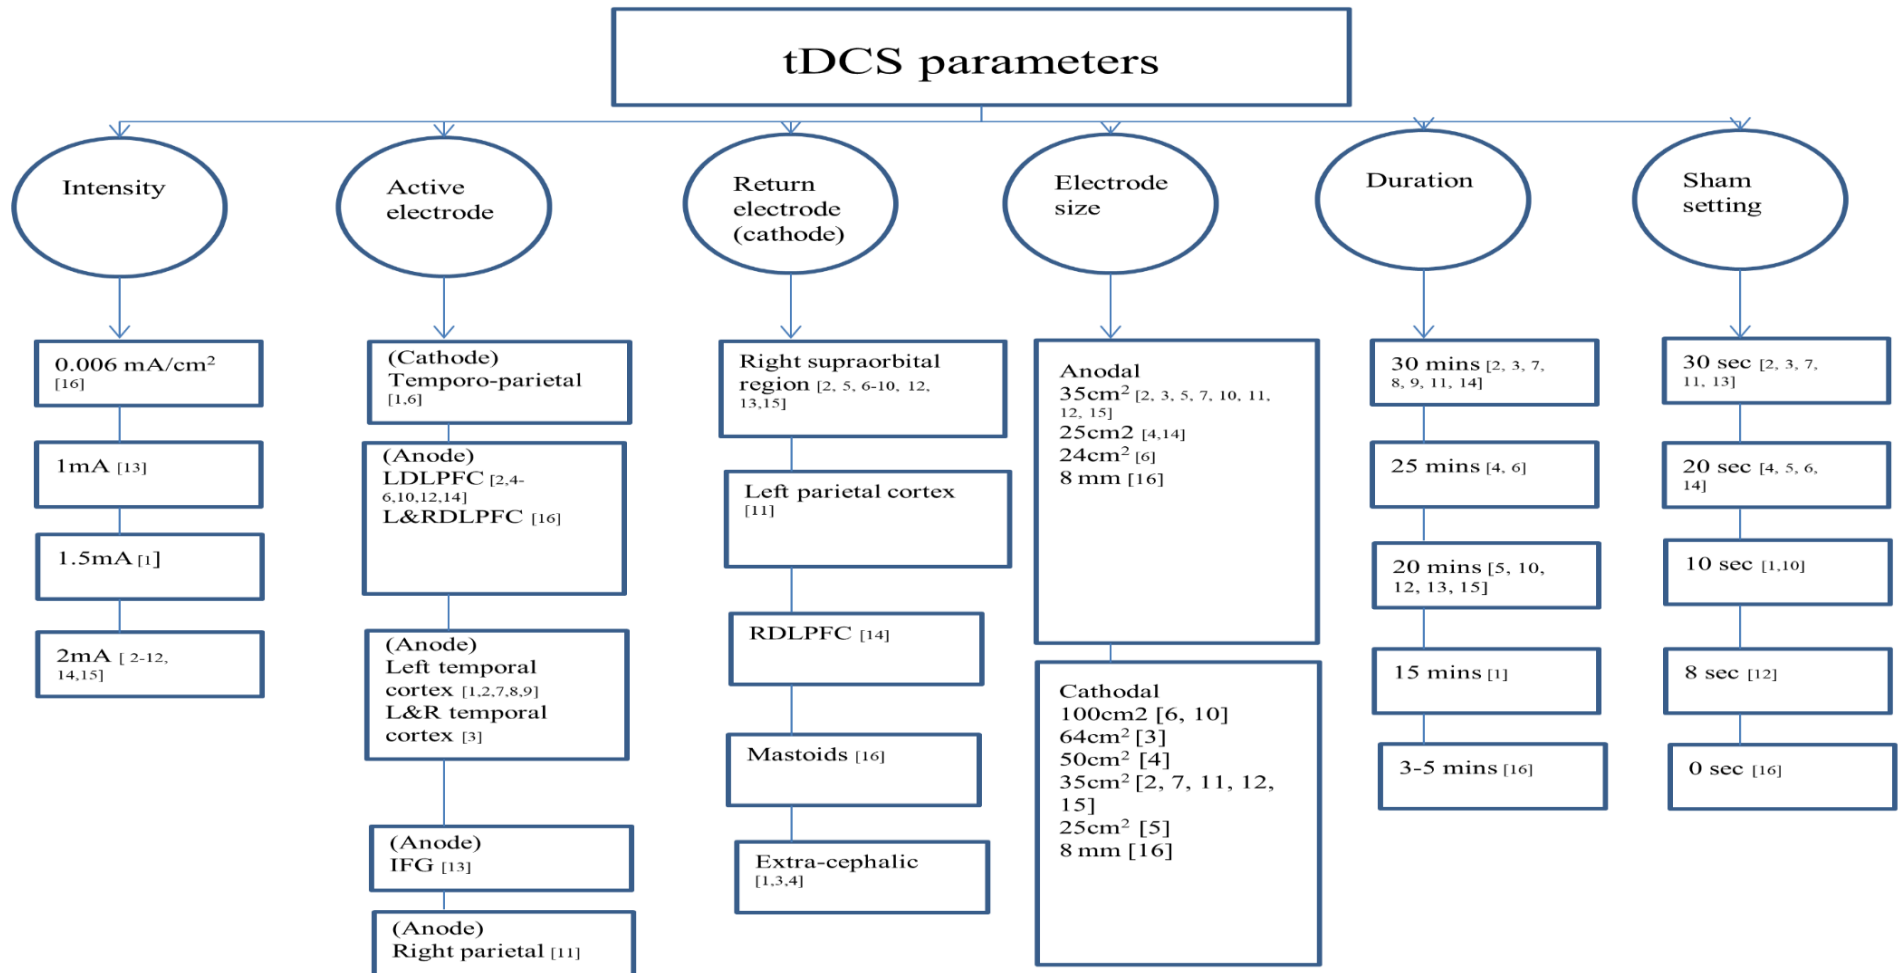 tDCS parameters
Intensity
0.006 mA/cm²
[16]
1mA [13]
1.5mA [1]
2mA [ 2-12,
14,15]
Active
electrode
(Cathode)
Temporo-parietal
[1,6]
(Anode)
LDLPFC [2,4-
6,10,12,14]
L&RDLPFC [16]
(Anode)
Left temporal
cortex [1,2,7,8,9]
L&R temporal
cortex [3]
(Anode)
IFG [13]
(Anode)
Right parietal [11]
Return
electrode
(cathode)
Right supraorbital
region [2, 5, 6-10, 12,
13,15]
Left parietal cortex
[11]
RDLPFC [14]
Mastoids [16]
Extra-cephalic
[1,3,4]
Electrode
size
Anodal
35cm² [2, 3, 5, 7, 10, 11,
12, 15]
25cm2 [4,14]
24cm² [6]
8 mm [16]
Cathodal
100cm2 [6, 10]
64cm² [3]
50cm² [4]
35cm² [2, 7, 11, 12,
15]
25cm² [5]
8 mm [16]
Duration
30 mins [2, 3, 7,
8, 9, 11, 14]
25 mins [4, 6]
20 mins [5, 10,
12, 13, 15]
15 mins [1]
3-5 mins [16]
Sham
setting
30 sec [2, 3, 7,
11, 13]
20 sec [4, 5, 6,
14]
10 sec [1,10]
8 sec [12]
0 sec [16]